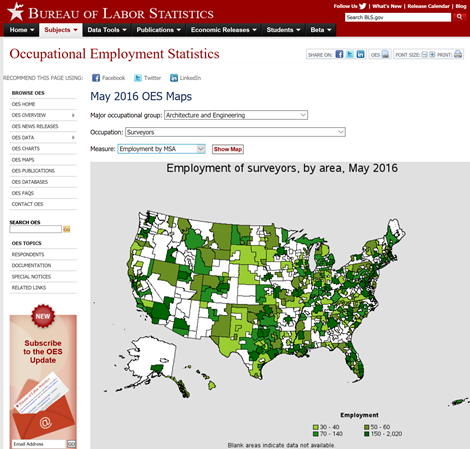 BUREAU OF LABOR STATISTICS
Follow Us | What's New | Release Calendar | Blog
Search BLS.gov
Home Subjects Data Tools Publications Economic Releases Students Beta
Occupational Employment Statistics
SHARE ON: OES FONT SIZE: PRINT:
RECOMMEND THIS PAGE USING: Facebook Twitter LinkedIn
BROWSE OES
OES HOME
OES OVERVIEW
OES NEWS RELEASES
OES DATA
OES CHARTS
OES MAPS
OES PUBLICATIONS
OES DATABASES
OES FAQS
CONTACT OES
SEARCH OES
GO
OES TOPICS
RESPONDENTS
DOCUMENTATION
SPECIAL NOTICES
RELATED LINKS
NEW
Subscribe
to the OES
Update
@
Email Address GO
May 2016 OES Maps
Major occupational group: Architecture and Engineering
Occupation: Surveyors
Measure: Employment by MSA Show Map
Employment of surveyors, by area, May 2016
Employment
30 - 40 50 - 60
70 - 140 150 - 2,020
Blank areas indicate data not available.